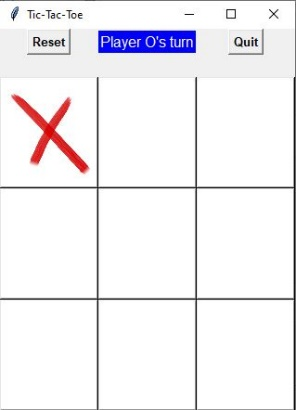 Tic-Tac-Toe
Reset Player O's turn Quit